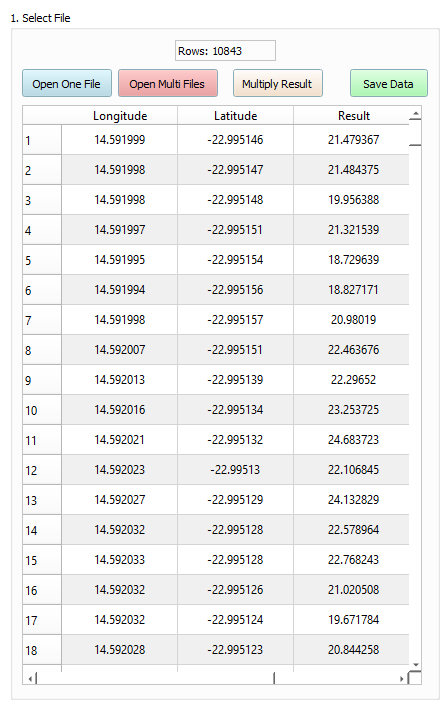 1. Select File
Rows: 10843
Open One File Open Multi Files Multiply Result Save Data
Longitude Latitude Result
1 14.591999 -22.995146 21.479367
2 14.591998 -22.995147 21.484375
3 14.591998 -22.995148 19.956388
4 14.591997 -22.995151 21.321539
5 14.591995 -22.995154 18.729639
6 14.591994 -22.995156 18.827171
7 14.591998 -22.995157 20.98019
8 14.592007 -22.995151 22.463676
9 14.592013 -22.995139 22.29652
10 14.592016 -22.995134 23.253725
11 14.592021 -22.995132 24.683723
12 14.592023 -22.99513 22.106845
13 14.592027 -22.995129 24.132829
14 14.592032 -22.995128 22.578964
15 14.592033 -22.995128 22.768243
16 14.592032 -22.995126 21.020508
17 14.592032 -22.995124 19.671784
18 14.592028 -22.995123 20.844258